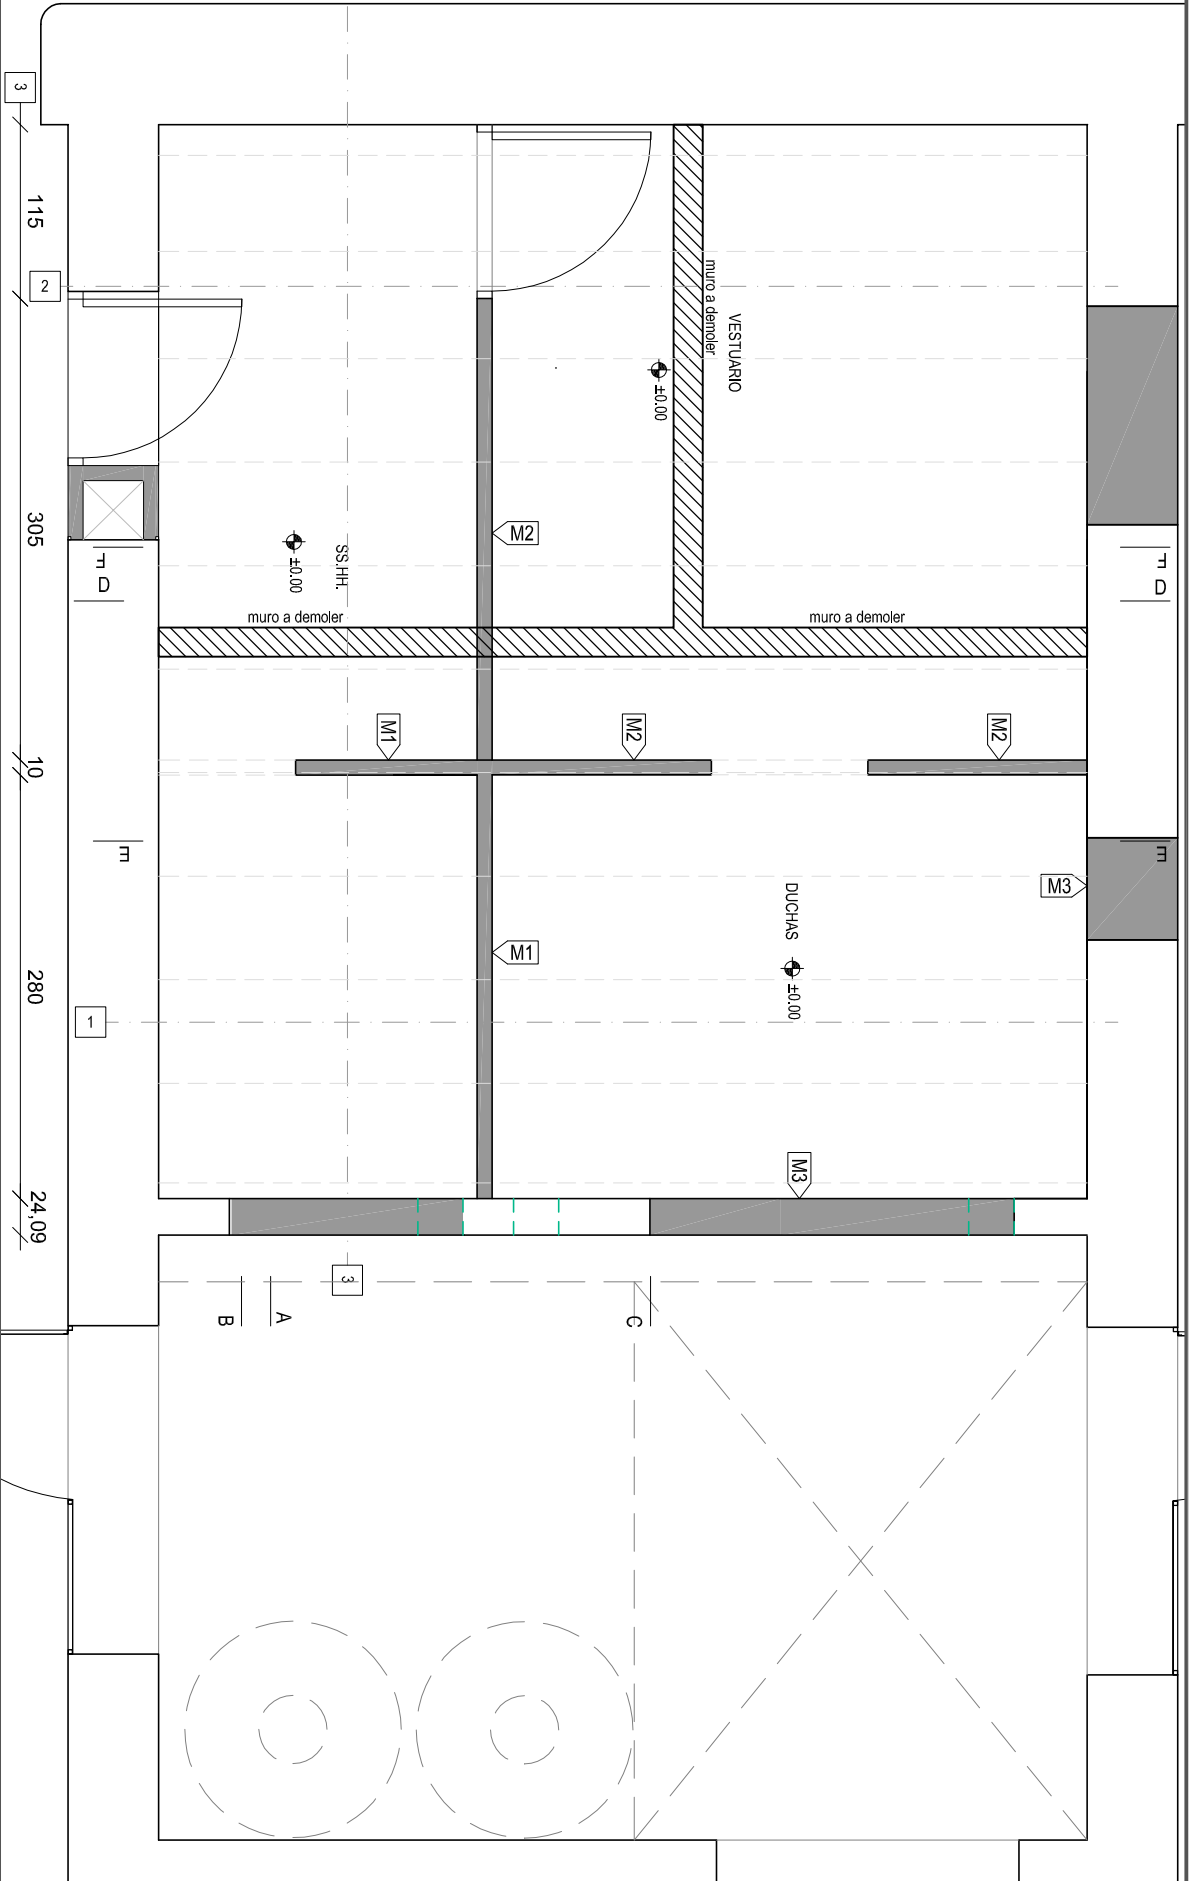 3
115
2
muro a demoler
VESTUARIO
±0.00
305
M2
SS.HH.
±0.00
F
D
F
D
muro a demoler
muro a demoler
M1
M2
M2
10
E
E
M3
DUCHAS
±0.00
M1
280
1
M3
24,09
3
A
B
C